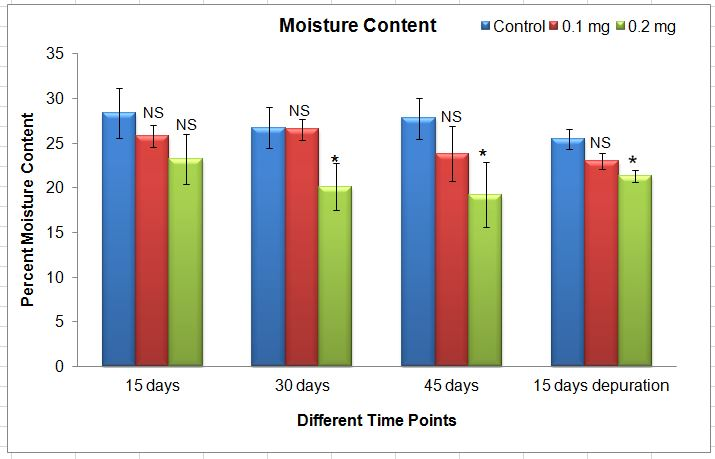 Moisture Content
Control 0.1 mg 0.2 mg
Percent Moisture Content
35
30
25
20
15
10
5
0
NS
NS
NS
*
NS
*
NS
*
15 days 30 days 45 days 15 days depuration
Different Time Points